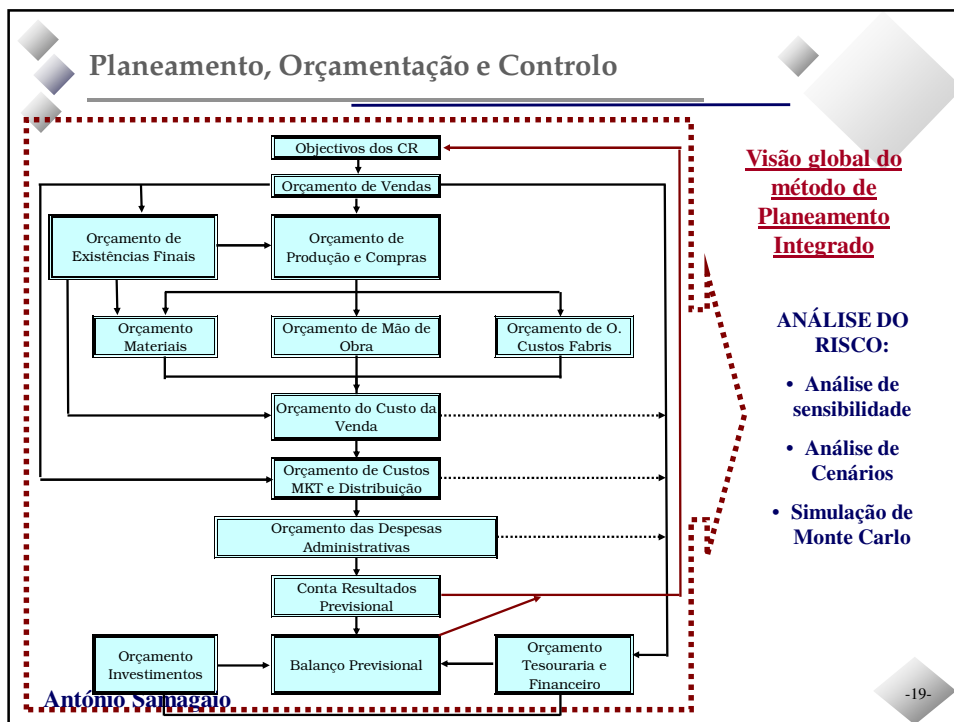 Planeamento, Orçamentação e Controlo
Objectivos dos CR
Orçamento de Vendas
Orçamento de
Existências Finais
Orçamento de
Produção e Compras
Orçamento
Materiais
Orçamento de Mão de
Obra
Orçamento de O.
Custos Fabris
Orçamento do Custo da
Venda
Orçamento de Custos
MKT e Distribuição
Orçamento das Despesas
Administrativas
Conta Resultados
Previsional
Orçamento
Investimentos
Balanço Previsional
Orçamento
Tesouraria e
Financeiro
Visão global do
método de
Planeamento
Integrado
ANÁLISE DO
RISCO:
• Análise de
sensibilidade
• Análise de
Cenários
• Simulação de
Monte Carlo
António Samagaio
-19-